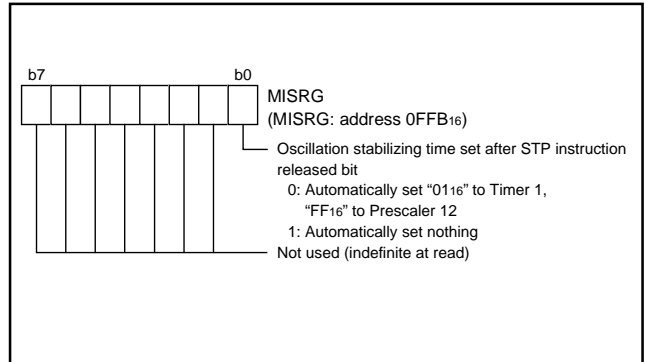 b7 b0
MISRG
(MISRG: address 0FFB16)
Oscillation stabilizing time set after STP instruction
released bit
0: Automatically set “0116” to Timer 1,
“FF16” to Prescaler 12
1: Automatically set nothing
Not used (indefinite at read)